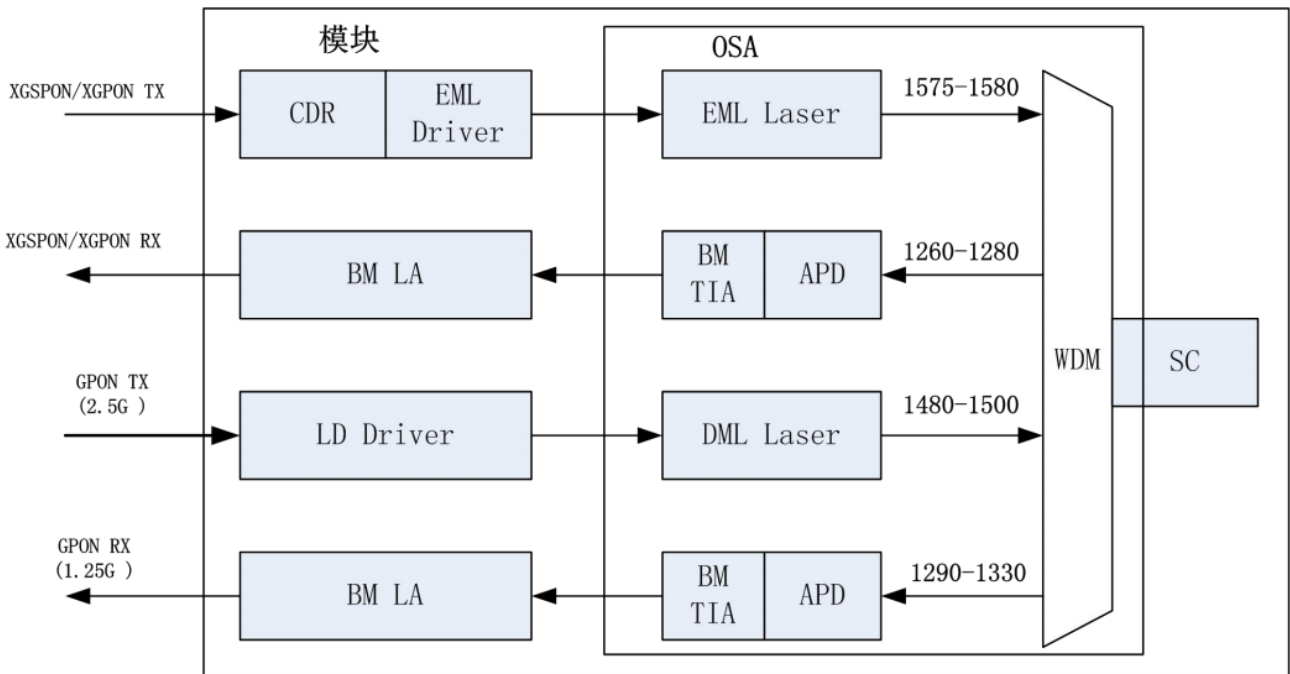 模块
OSA
XGSPON/XGPON TX
CDR
EML
Driver
EML Laser
1575-1580
XGSPON/XGPON RX
BM LA
BM
TIA
APD
1260-1280
WDM
SC
GPON TX
(2.5G )
LD Driver
DML Laser
1480-1500
GPON RX
(1.25G )
BM LA
BM
TIA
APD
1290-1330